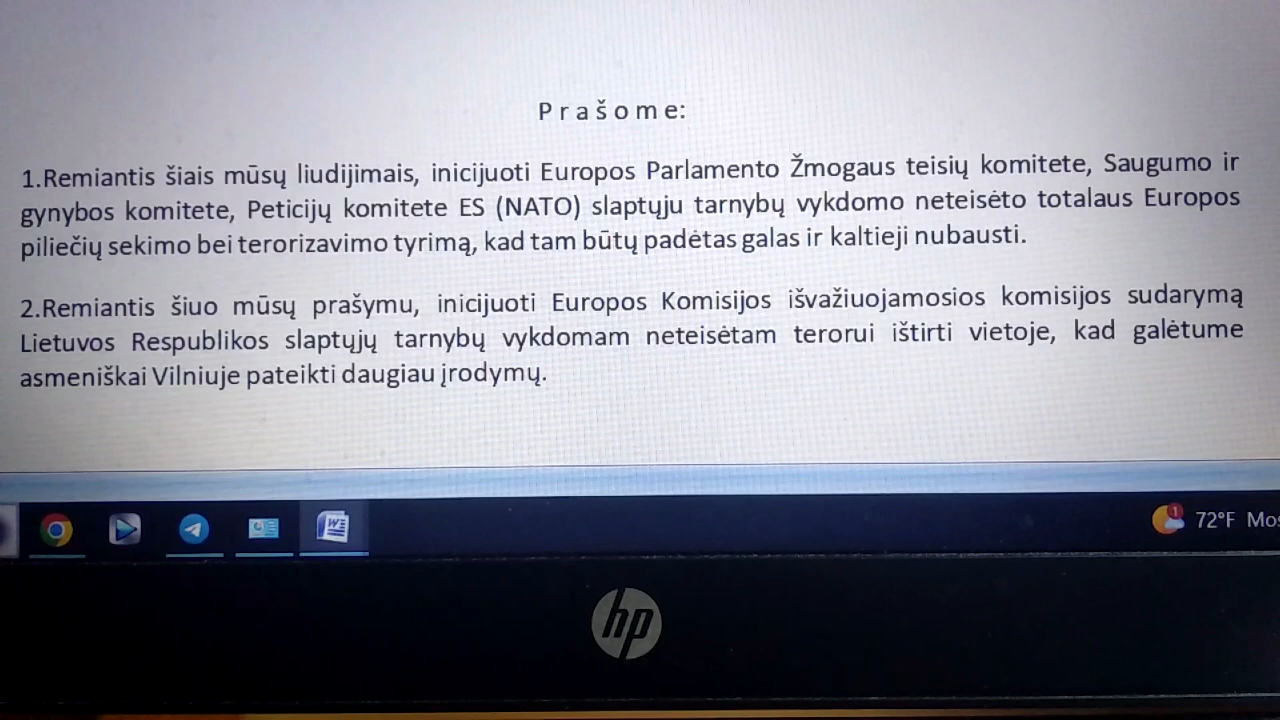 P r a š o m e:
1.Remiantis šiais mūsų liudijimais, inicijuoti Europos Parlamento Žmogaus teisių komitete, Saugumo ir
gynybos komitete, Peticijų komitete ES (NATO) slaptųju tarnybų vykdomo neteisėto totalaus Europos
piliečių sekimo bei terorizavimo tyrimą, kad tam būtų padėtas galas ir kaltieji nubausti.
2.Remiantis šiuo mūsų prašymu, inicijuoti Europos Komisijos išvažiuojamosios komisijos sudarymą
Lietuvos Respublikos slaptųjų tarnybų vykdomam neteisėtam terorui ištirti vietoje, kad galėtume
asmeniškai Vilniuje pateikti daugiau įrodymų.
1
72°F Mos
W
hp